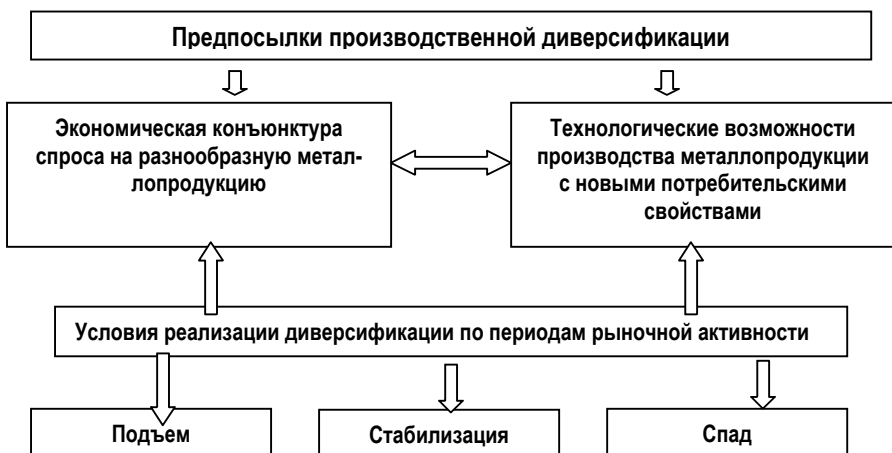 Предпосылки производственной диверсификации
Экономическая конъюнктура
спроса на разнообразную метал-
лопродукцию
Технологические возможности
производства металлопродукции
с новыми потребительскими
свойствами
Условия реализации диверсификации по периодам рыночной активности
Подъем
Стабилизация
Спад